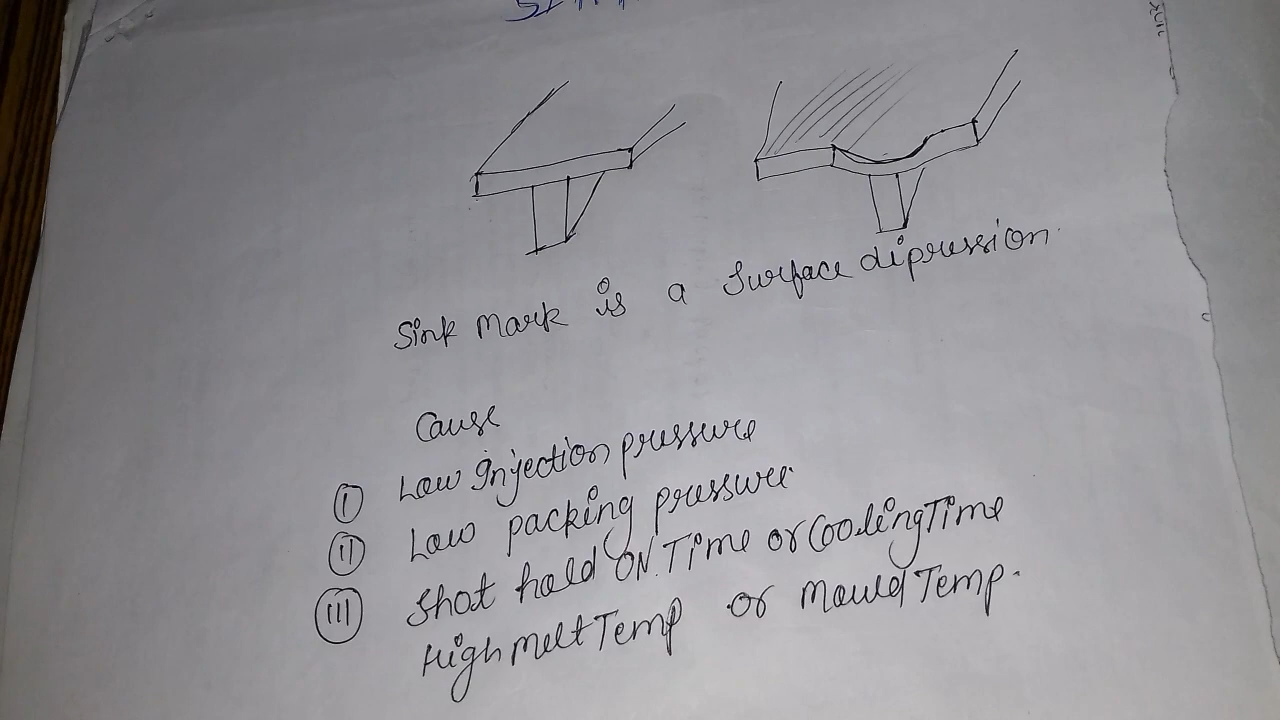 Sink Mark is a Surface dipression.
Cause
I Low Injection pressure
II Low packing pressure.
III Shot hold ON.Time or Cooling Time
High melt Temp or Mould Temp.